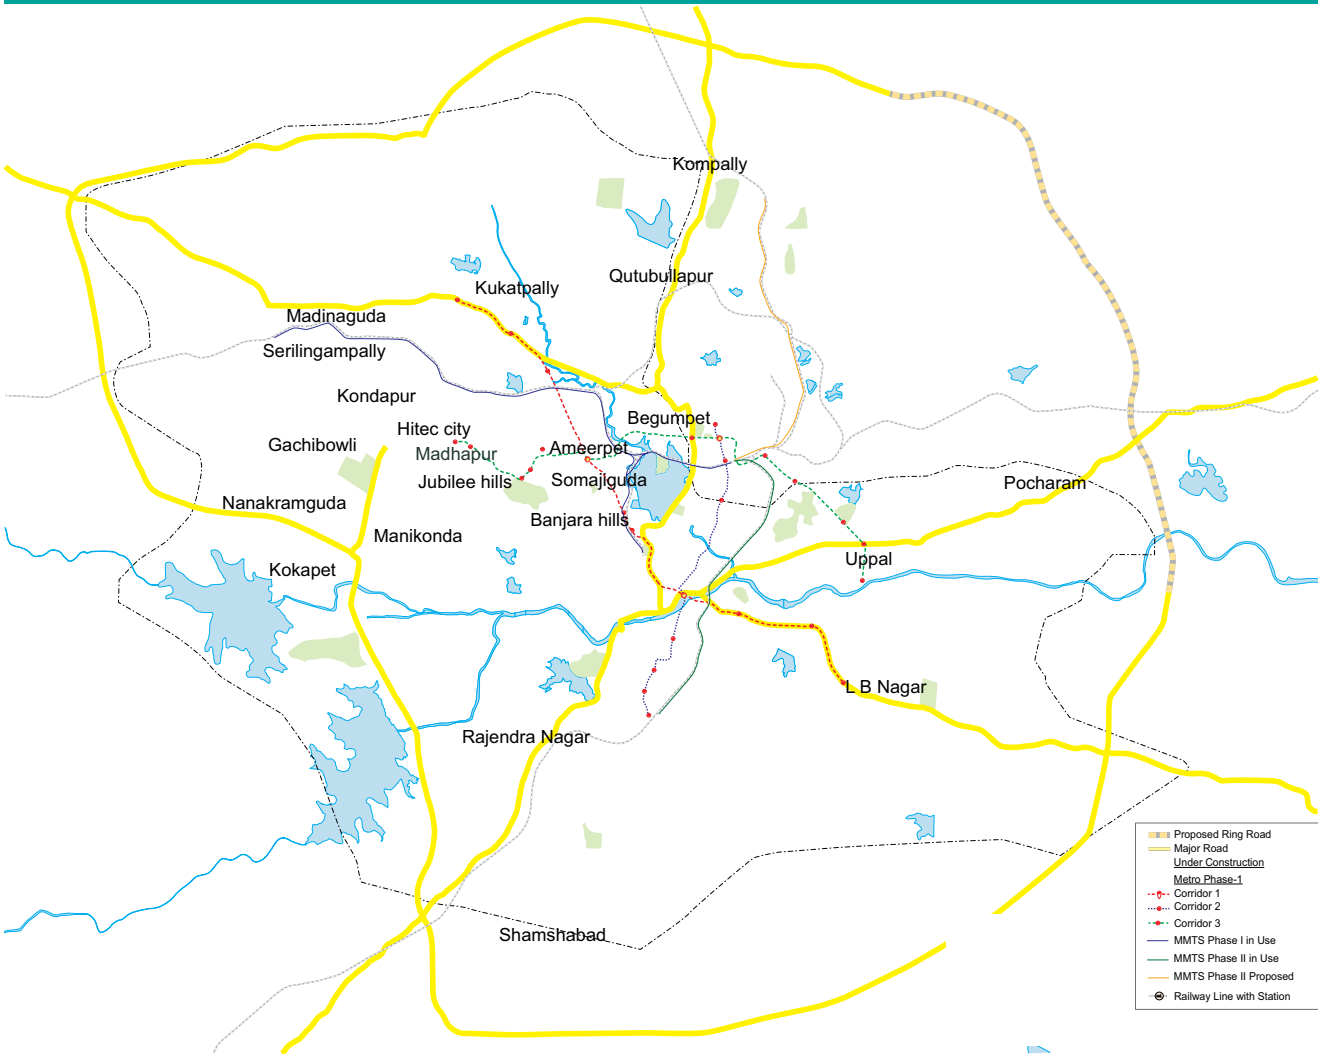 Kompally
Qutubullapur
Kukatpally
Madinaguda
Serilingampally
Kondapur
Begumpet
Hitec city
Gachibowli
Madhapur
Ameerpet
Jubilee hills
Somajiguda
Pocharam
Nanakramguda
Banjara hills
Manikonda
Uppal
Kokapet
L B Nagar
Rajendra Nagar
Shamshabad
Proposed Ring Road
Major Road
Under Construction
Metro Phase-1
Corridor 1
Corridor 2
Corridor 3
MMTS Phase I in Use
MMTS Phase II in Use
MMTS Phase II Proposed
Railway Line with Station